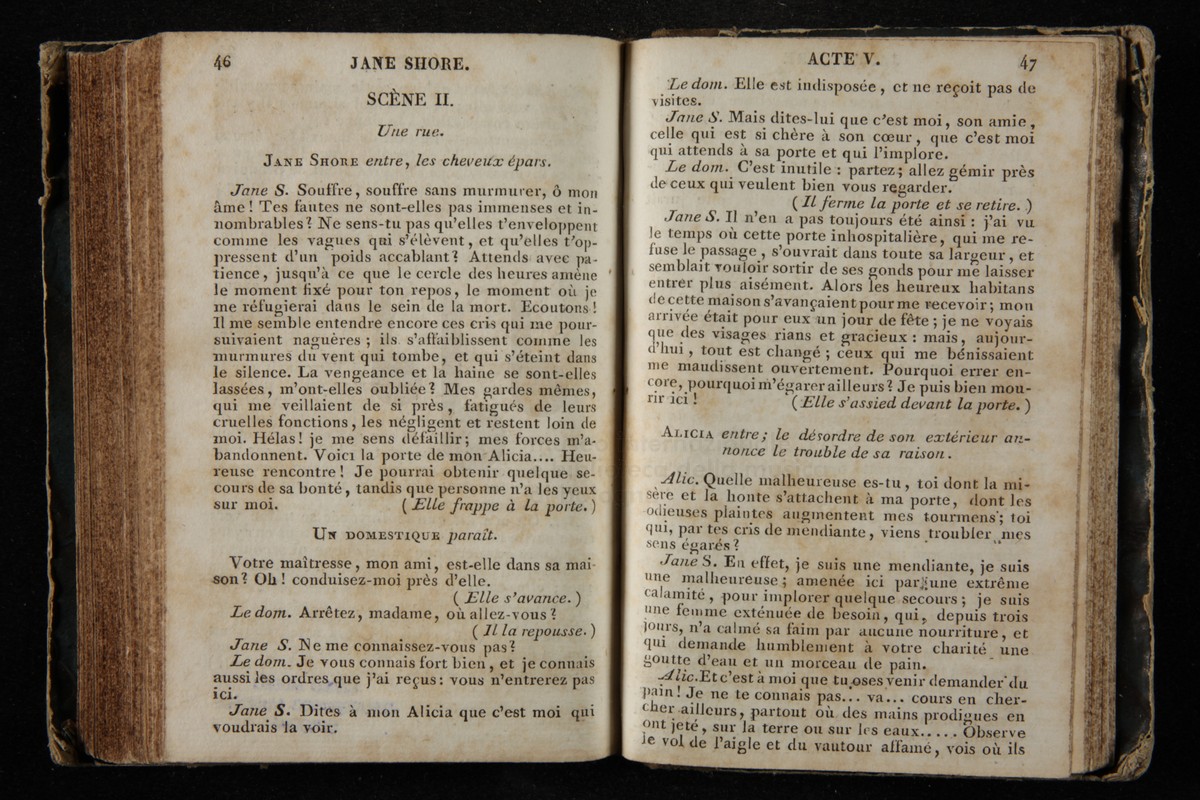 46
JANE SHORE.
SCÈNE II.
Une rue.
JANE SHORE entre, les cheveux épars.
Jane S. Souffre, souffre sans murmurer, ô mon
âme! Tes fautes ne sont-elles pas immenses et in-
nombrables? Ne sens-tu pas qu'elles t'enveloppent
comme les vagues qui s'élèvent, et qu'elles t'op-
pressent d'un poids accablant? Attends avec pa-
tience, jusqu'à ce que le cercle des heures amène
le moment fixé pour ton repos, le moment où je
me réfugierai dans le sein de la mort. Ecoutons!
Il me semble entendre encore ces cris qui me pour-
suivaient naguères; ils s'affaiblissent comme les
murmures du vent qui tombe, et qui s'éteint dans
le silence. La vengeance et la haine se sont-elles
lassées, m'ont-elles oubliée? Mes gardes mêmes,
qui me veillaient de si près, fatigués de leurs
cruelles fonctions, les négligent et restent loin de
moi. Hélas! je me sens défaillir; mes forces m'a-
bandonnent. Voici la porte de mon Alicia.... Heu-
reuse rencontre! Je pourrai obtenir quelque se-
cours de sa bonté, tandis que personne n'a les yeux
sur moi. (Elle frappe à la porte.)
UN DOMESTIQUE paraît.
Votre maîtresse, mon ami, est-elle dans sa mai-
son? Oh! conduisez-moi près d'elle.
(Elle s'avance.)
Le dom. Arrêtez, madame, où allez-vous?
(Il la repousse.)
Jane S. Ne me connaissez-vous pas?
Le dom. Je vous connais fort bien, et je connais
aussi les ordres que j'ai reçus: vous n'entrerez pas
ici.
Jane S. Dites à mon Alicia que c'est moi qui
voudrais la voir.
ACTE V.
47
Le dom. Elle est indisposée, et ne reçoit pas de
visites.
Jane S. Mais dites-lui que c'est moi, son amie,
celle qui est si chère à son cœur, que c'est moi
qui attends à sa porte et qui l'implore.
Le dom. C'est inutile: partez; allez gémir près
de ceux qui veulent bien vous regarder.
(Il ferme la porte et se retire.)
Jane S. Il n'en a pas toujours été ainsi: j'ai vu
le temps où cette porte inhospitalière, qui me re-
fuse le passage, s'ouvrait dans toute sa largeur, et
semblait vouloir sortir de ses gonds pour me laisser
entrer plus aisément. Alors les heureux habitans
de cette maison s'avançaient pour me recevoir; mon
arrivée était pour eux un jour de fête; je ne voyais
que des visages rians et gracieux: mais, aujour-
d'hui, tout est changé; ceux qui me bénissaient
me maudissent ouvertement. Pourquoi errer en-
core, pourquoi m'égarer ailleurs? Je puis bien mou-
rir ici! (Elle s'assied devant la porte.)
ALICIA entre; le désordre de son extérieur an-
nonce le trouble de sa raison.
Alic. Quelle malheureuse es-tu, toi dont la mi-
sère et la honte s'attachent à ma porte, dont les
odieuses plaintes augmentent mes tourmens; toi
qui, par tes cris de mendiante, viens troubler mes
sens égarés?
Jane S. En effet, je suis une mendiante, je suis
une malheureuse; amenée ici par une extrême
calamité, pour implorer quelque secours; je suis
une femme exténuée de besoin, qui, depuis trois
jours, n'a calmé sa faim par aucune nourriture, et
qui demande humblement à votre charité une
goutte d'eau et un morceau de pain.
Alic. Et c'est à moi que tu oses venir demander du
pain! Je ne te connais pas... va... cours en cher-
cher ailleurs, partout où des mains prodigues en
ont jeté, sur la terre ou sur les eaux..... Observe
le vol de l'aigle et du vautour affamé, vois où ils